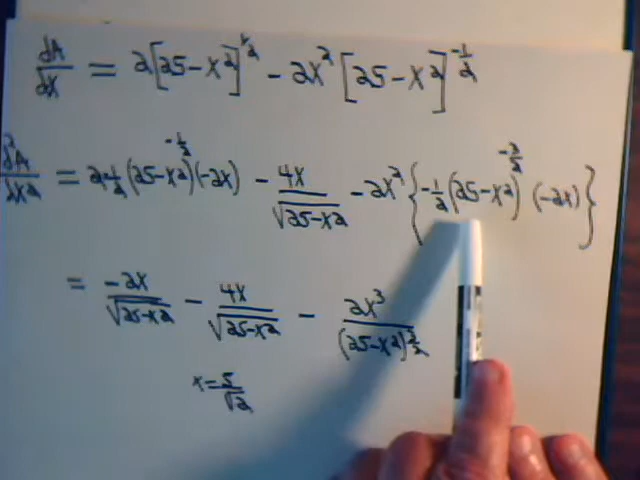 dA/dx = 2[25-x²]^½ - 2x²[25-x²]^-½
d²A/dx² = 2·½(25-x²)^-½(-2x) - 4x/√25-x² - 2x²{-½(25-x²)^-3/2(-2x)}
= -2x/√25-x² - 4x/√25-x² - 2x³/(25-x²)^3/2
x=5/√2